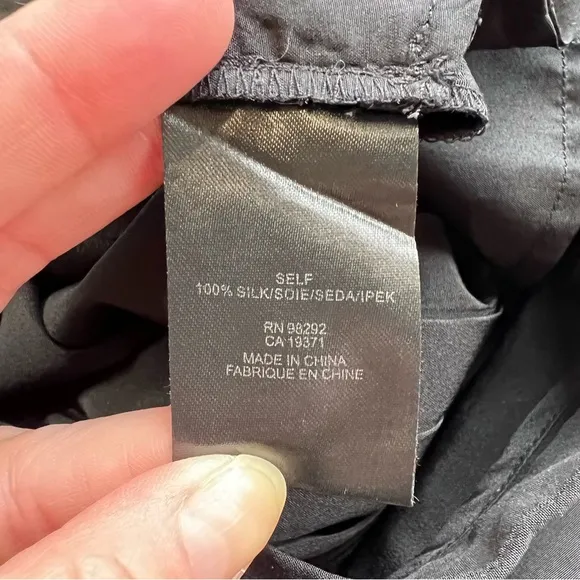 SELF
100% SILK/SOIE/SEDA/IPEK
RN 98292
CA 19371
MADE IN CHINA
FABRIQUE EN CHINE